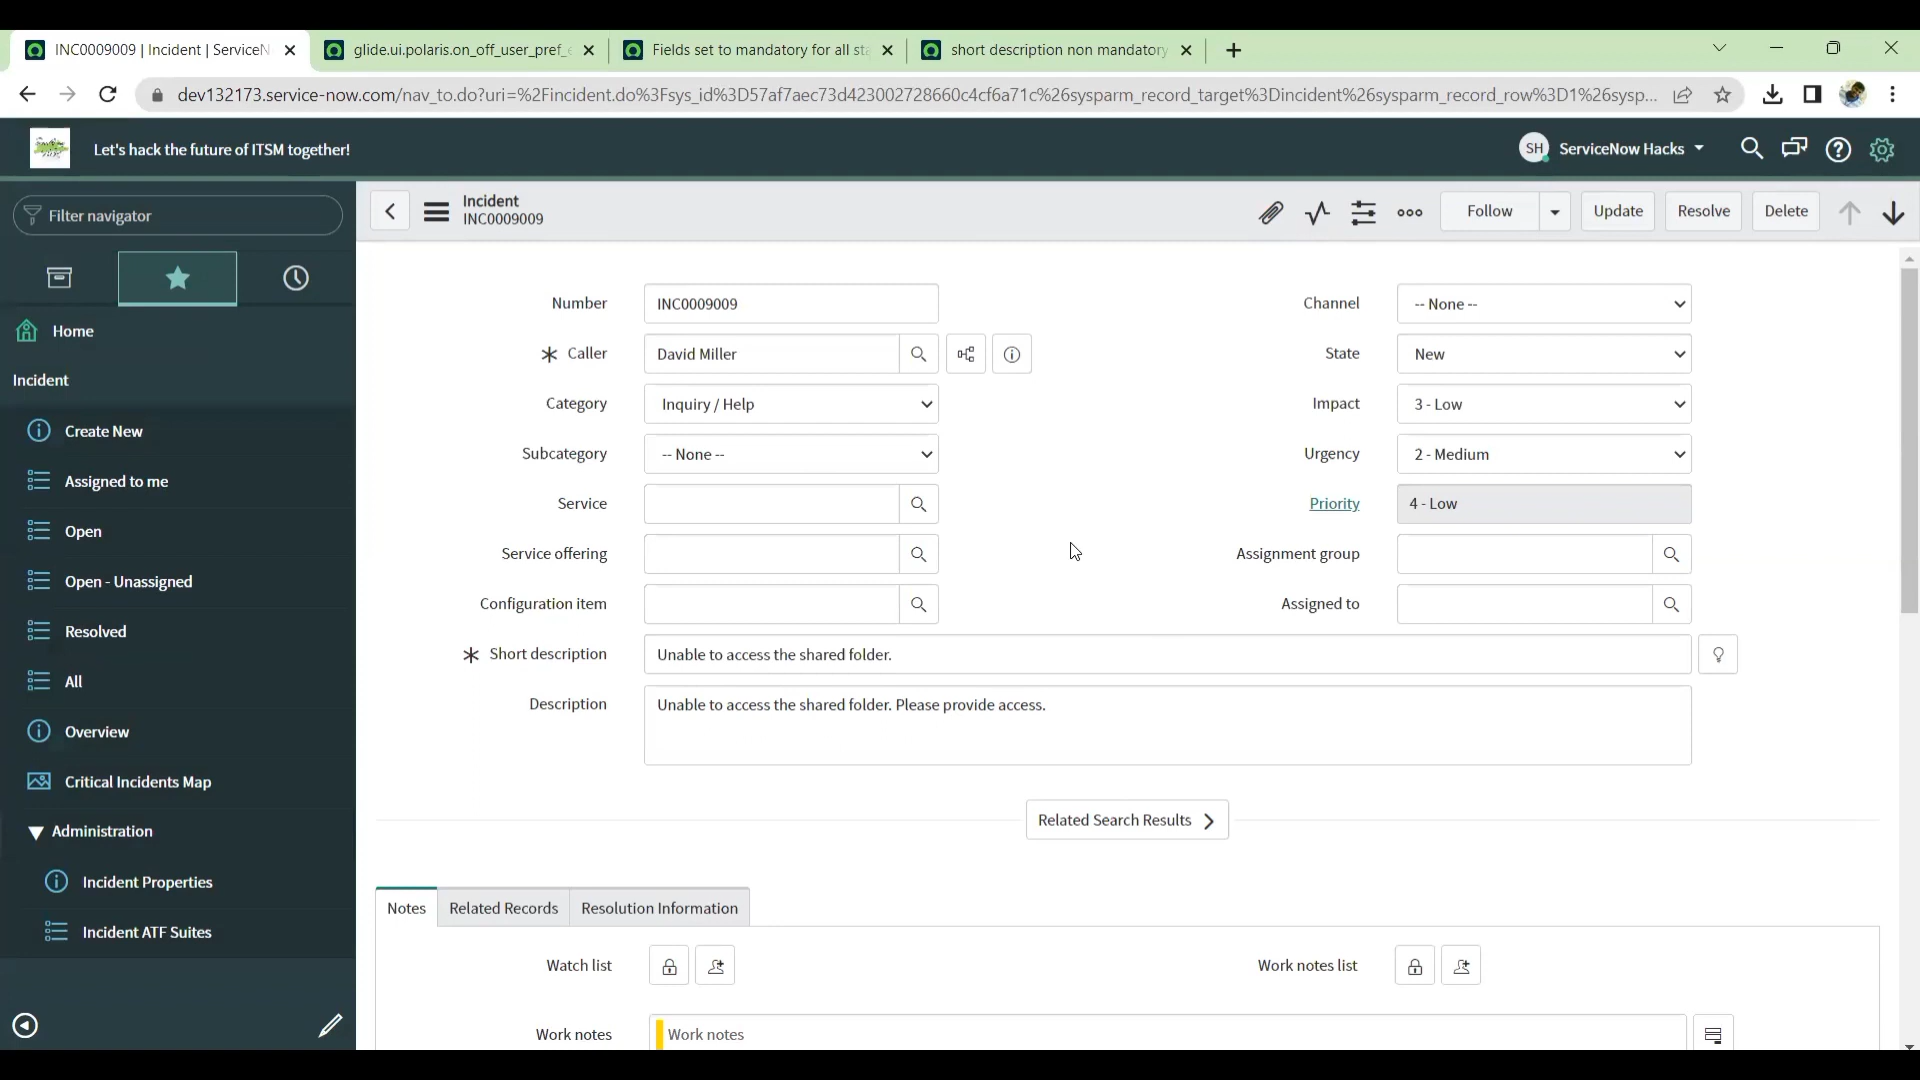 INC0009009 | Incident | ServiceN
glide.ui.polaris.on_off_user_pref_e
Fields set to mandatory for all sta
short description non mandatory
dev132173.service-now.com/nav_to.do?uri=%2Fincident.do%3Fsys_id%3D57af7aec73d423002728660c4cf6a71c%26sysparm_record_target%3Dincident%26sysparm_record_row%3D1%26sysp...
Let's hack the future of ITSM together!
SH ServiceNow Hacks
Filter navigator
Incident
INC0009009
Follow
Update
Resolve
Delete
Home
Incident
Create New
Assigned to me
Open
Open - Unassigned
Resolved
All
Overview
Critical Incidents Map
Administration
Incident Properties
Incident ATF Suites
Number INC0009009
Caller David Miller
Category Inquiry / Help
Subcategory -- None --
Service
Service offering
Configuration item
Channel -- None --
State New
Impact 3 - Low
Urgency 2 - Medium
Priority 4 - Low
Assignment group
Assigned to
Short description Unable to access the shared folder.
Description Unable to access the shared folder. Please provide access.
Related Search Results
Notes
Related Records
Resolution Information
Watch list
Work notes list
Work notes Work notes